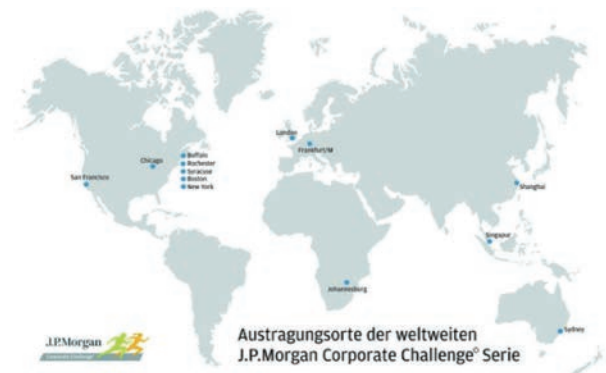 London
Frankfurt/M
Chicago
Buffalo
Rochester
Syracuse
Boston
New York
San Francisco
Shanghai
Singapur
Johannesburg
Sydney
J.P.Morgan
Corporate Challenge
Austragungsorte der weltweiten
J.P.Morgan Corporate Challenge© Serie